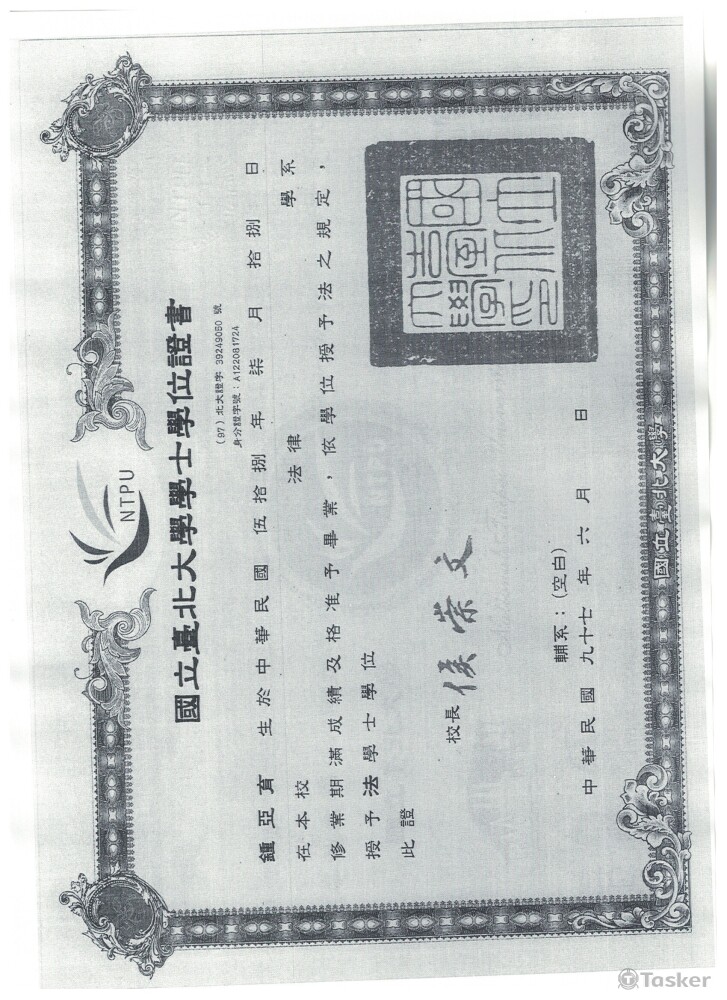 NTPU
國立臺北大學學士學位證書
(97) 北大證字 39249060 號
身分證字號：A122081724
鍾亞育 生於中華民國 伍拾捌 年 柒 月 拾捌 日
在本校 法律 學系
修業期滿成績及格准予畢業，依學位授予法之規定，
授予法學士學位
此證
校長 侯崇文
輔系：(空白)
中華民國 九十七 年 六 月 日
國立臺北大學
Tasker